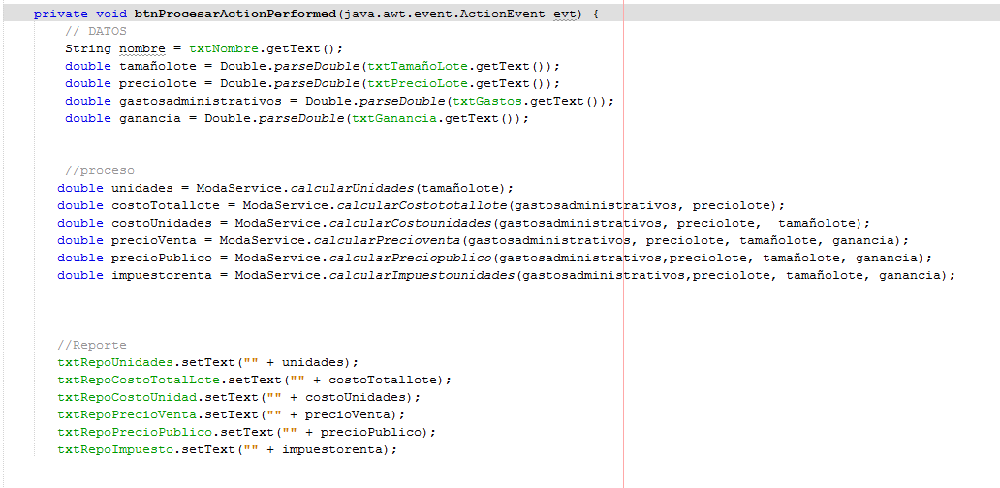 private void btnProcesarActionPerformed(java.awt.event.ActionEvent evt) {
// DATOS
String nombre = txtNombre.getText();
double tamañolote = Double.parseDouble(txtTamañoLote.getText());
double preciolote = Double.parseDouble(txtPrecioLote.getText());
double gastosadministrativos = Double.parseDouble(txtGastos.getText());
double ganancia = Double.parseDouble(txtGanancia.getText());
//proceso
double unidades = ModaService.calcularUnidades(tamañolote);
double costoTotallote = ModaService.calcularCostototallote(gastosadministrativos, preciolote);
double costoUnidades = ModaService.calcularCostounidades(gastosadministrativos, preciolote,  tamañolote);
double precioVenta = ModaService.calcularPrecioventa(gastosadministrativos, preciolote, tamañolote, ganancia);
double precioPublico = ModaService.calcularPreciopublico(gastosadministrativos,preciolote, tamañolote, ganancia);
double impuestorenta = ModaService.calcularImpuestounidades(gastosadministrativos,preciolote, tamañolote, ganancia);
//Reporte
txtRepoUnidades.setText("" + unidades);
txtRepoCostoTotalLote.setText("" + costoTotallote);
txtRepoCostoUnidad.setText("" + costoUnidades);
txtRepoPrecioVenta.setText("" + precioVenta);
txtRepoPrecioPublico.setText("" + precioPublico);
txtRepoImpuesto.setText("" + impuestorenta);